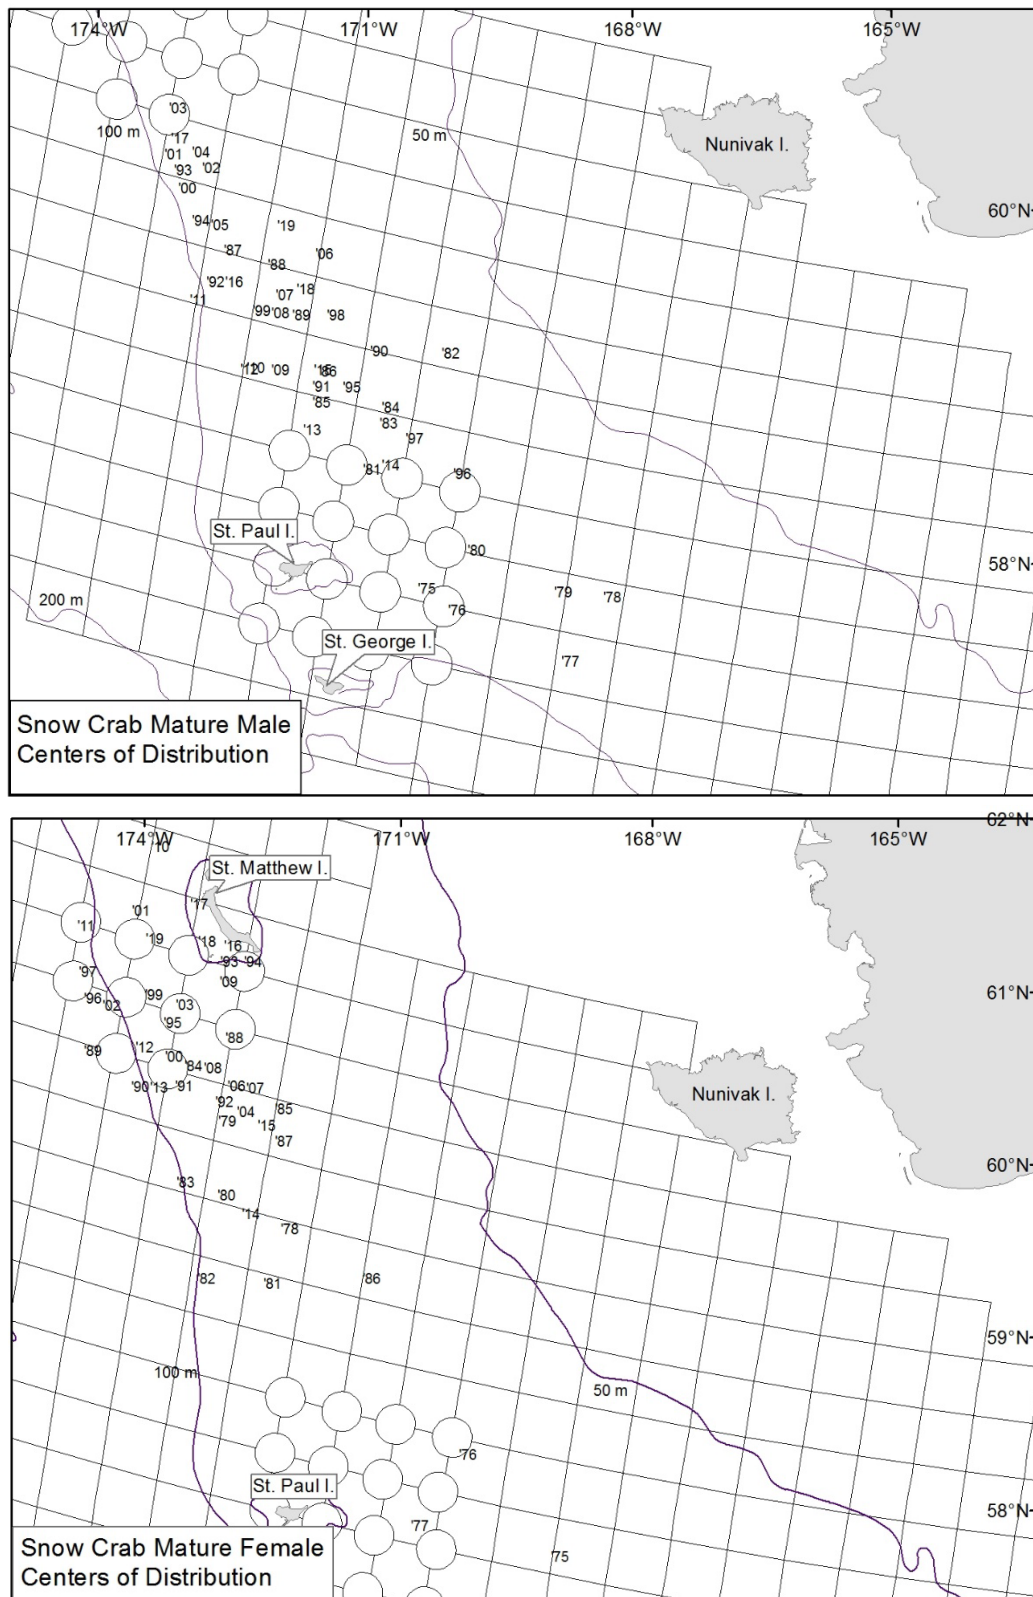 174°W 171°W 168°W 165°W
'03
100 m
50 m
Nunivak I.
'17
'01 '04
'93 '02
'00
60°N
'94 '05 '19
'87 '06
'88
'92 '16
'11 '07 '18
'99 '08 '89 '98
'90 '82
'12 '10 '09 '15 '86
'91 '95
'85 '84
'83
'13 '97
'81 '14 '96
St. Paul I.
'80
58°N
'75 '79 '78
200 m
'76
St. George I.
'77
Snow Crab Mature Male
Centers of Distribution
62°N
174°W 171°W 168°W 165°W
'10
St. Matthew I.
'17
'01
'11 '19 '18 '16
'93 '94
'97 '09
61°N
'96 '02 '99 '03
'95
'88
'89 '12 '00
'84 '08
'90 '13 '91 '06 '07
Nunivak I.
'92 '04 '85
'79 '15
'87
60°N
'83 '80
'14
'78
'82 '81 '86
59°N
100 m
50 m
'76
St. Paul I.
58°N
'77
'75
Snow Crab Mature Female
Centers of Distribution